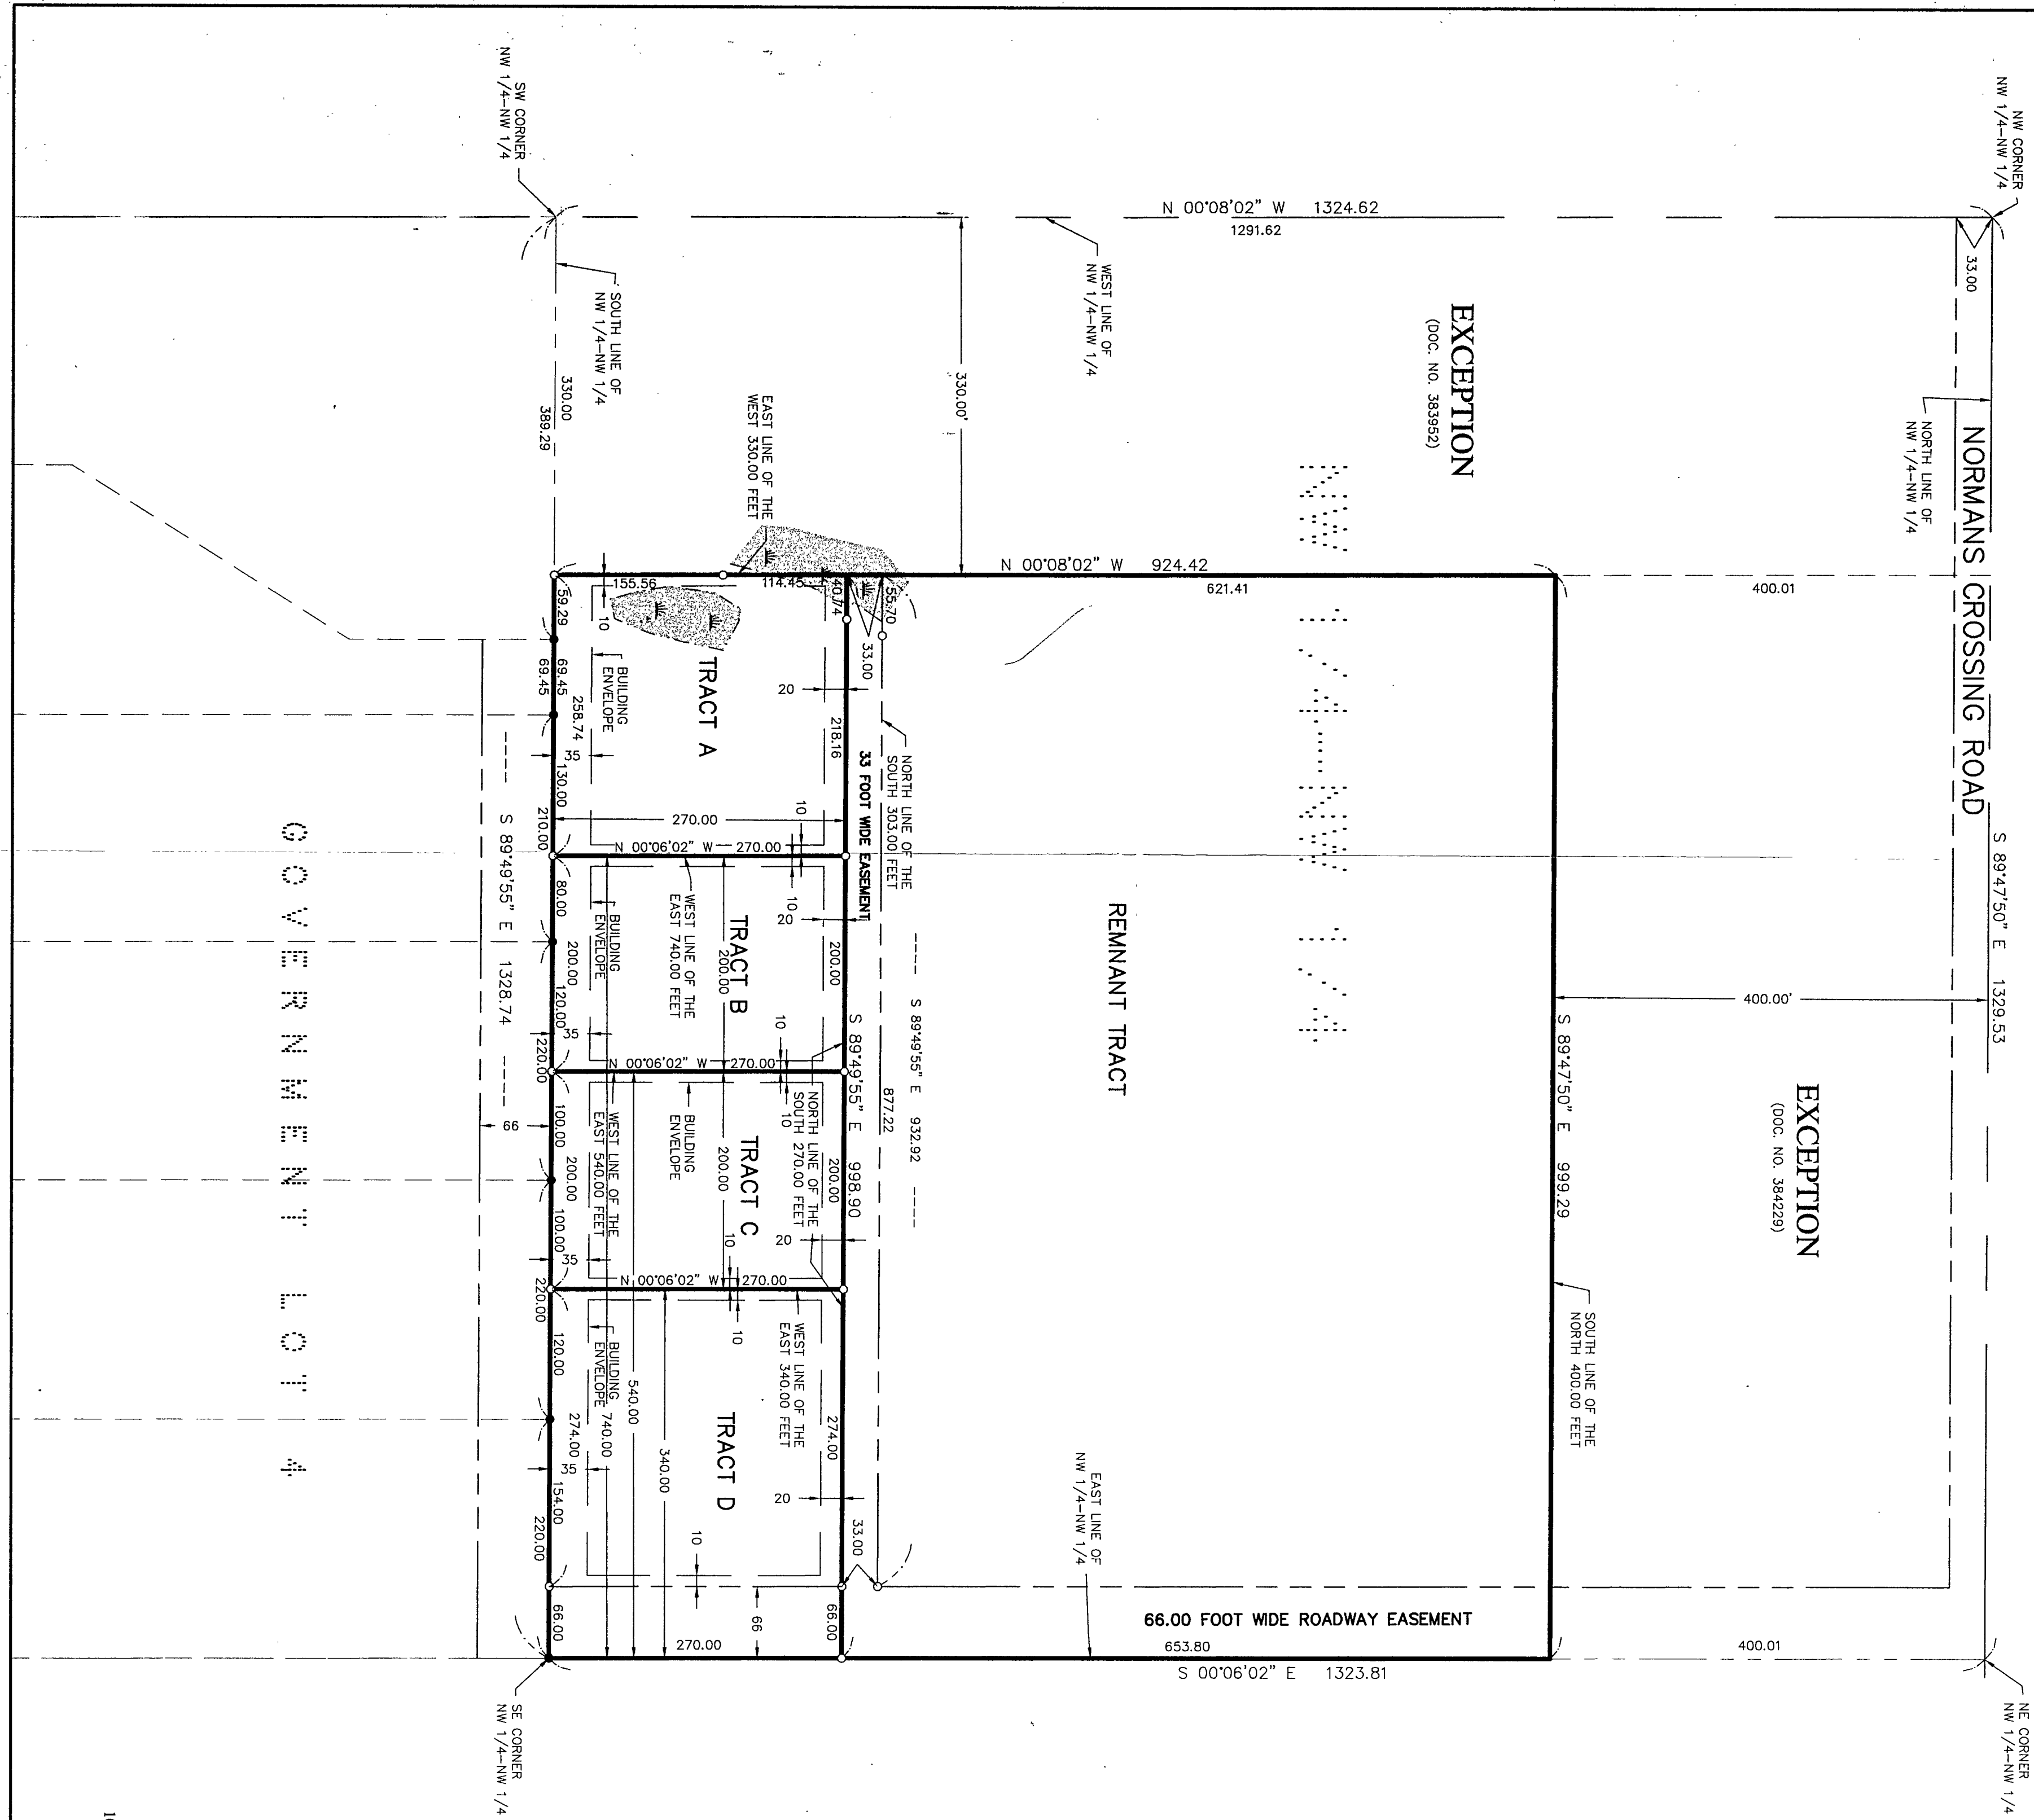 NW CORNER
NW 1/4-NW 1/4
NORMANS CROSSING ROAD
S 89°47'50" E 1329.53
NE CORNER
NW 1/4-NW 1/4
33.00
NORTH LINE OF
NW 1/4-NW 1/4
EXCEPTION
(DOC. NO. 384229)
400.01
400.00'
400.01
SOUTH LINE OF THE
NORTH 400.00 FEET
S 89°47'50" E 999.29
EXCEPTION
(DOC. NO. 383952)
N 00°08'02" W 1324.62
1291.62
NW 1/4-NW 1/4
WEST LINE OF
NW 1/4-NW 1/4
330.00'
N 00°08'02" W 924.42
621.41
REMNANT TRACT
66.00 FOOT WIDE ROADWAY EASEMENT
653.80
S 00°06'02" E 1323.81
EAST LINE OF
NW 1/4-NW 1/4
---- S 89°49'55" E 932.92 ----
NORTH LINE OF THE
SOUTH 303.00 FEET
877.22
55.70
33.00
33.00
33 FOOT WIDE EASEMENT
S 89°49'55" E 998.90
40.74
218.16
200.00
200.00
274.00
66.00
NORTH LINE OF THE
SOUTH 270.00 FEET
20
20
20
20
EAST LINE OF THE
WEST 330.00 FEET
114.45
155.56
10
TRACT A
270.00
10
10
N 00°06'02" W 270.00
WEST LINE OF THE
EAST 740.00 FEET
TRACT B
200.00
10
10
N 00°06'02" W 270.00
WEST LINE OF THE
EAST 540.00 FEET
TRACT C
200.00
10
10
N 00°06'02" W 270.00
WEST LINE OF THE
EAST 340.00 FEET
TRACT D
340.00
540.00
740.00
10
66
270.00
BUILDING
ENVELOPE
BUILDING
ENVELOPE
BUILDING
ENVELOPE
BUILDING
ENVELOPE
35
35
35
35
258.74
200.00
200.00
274.00
59.29
69.45
130.00
80.00
120.00
100.00
100.00
120.00
154.00
66.00
330.00
389.29
69.45
210.00
220.00
220.00
220.00
SW CORNER
NW 1/4-NW 1/4
SOUTH LINE OF
NW 1/4-NW 1/4
---- S 89°49'55" E 1328.74 ----
66
SE CORNER
NW 1/4-NW 1/4
GOVERNMENT LOT 4